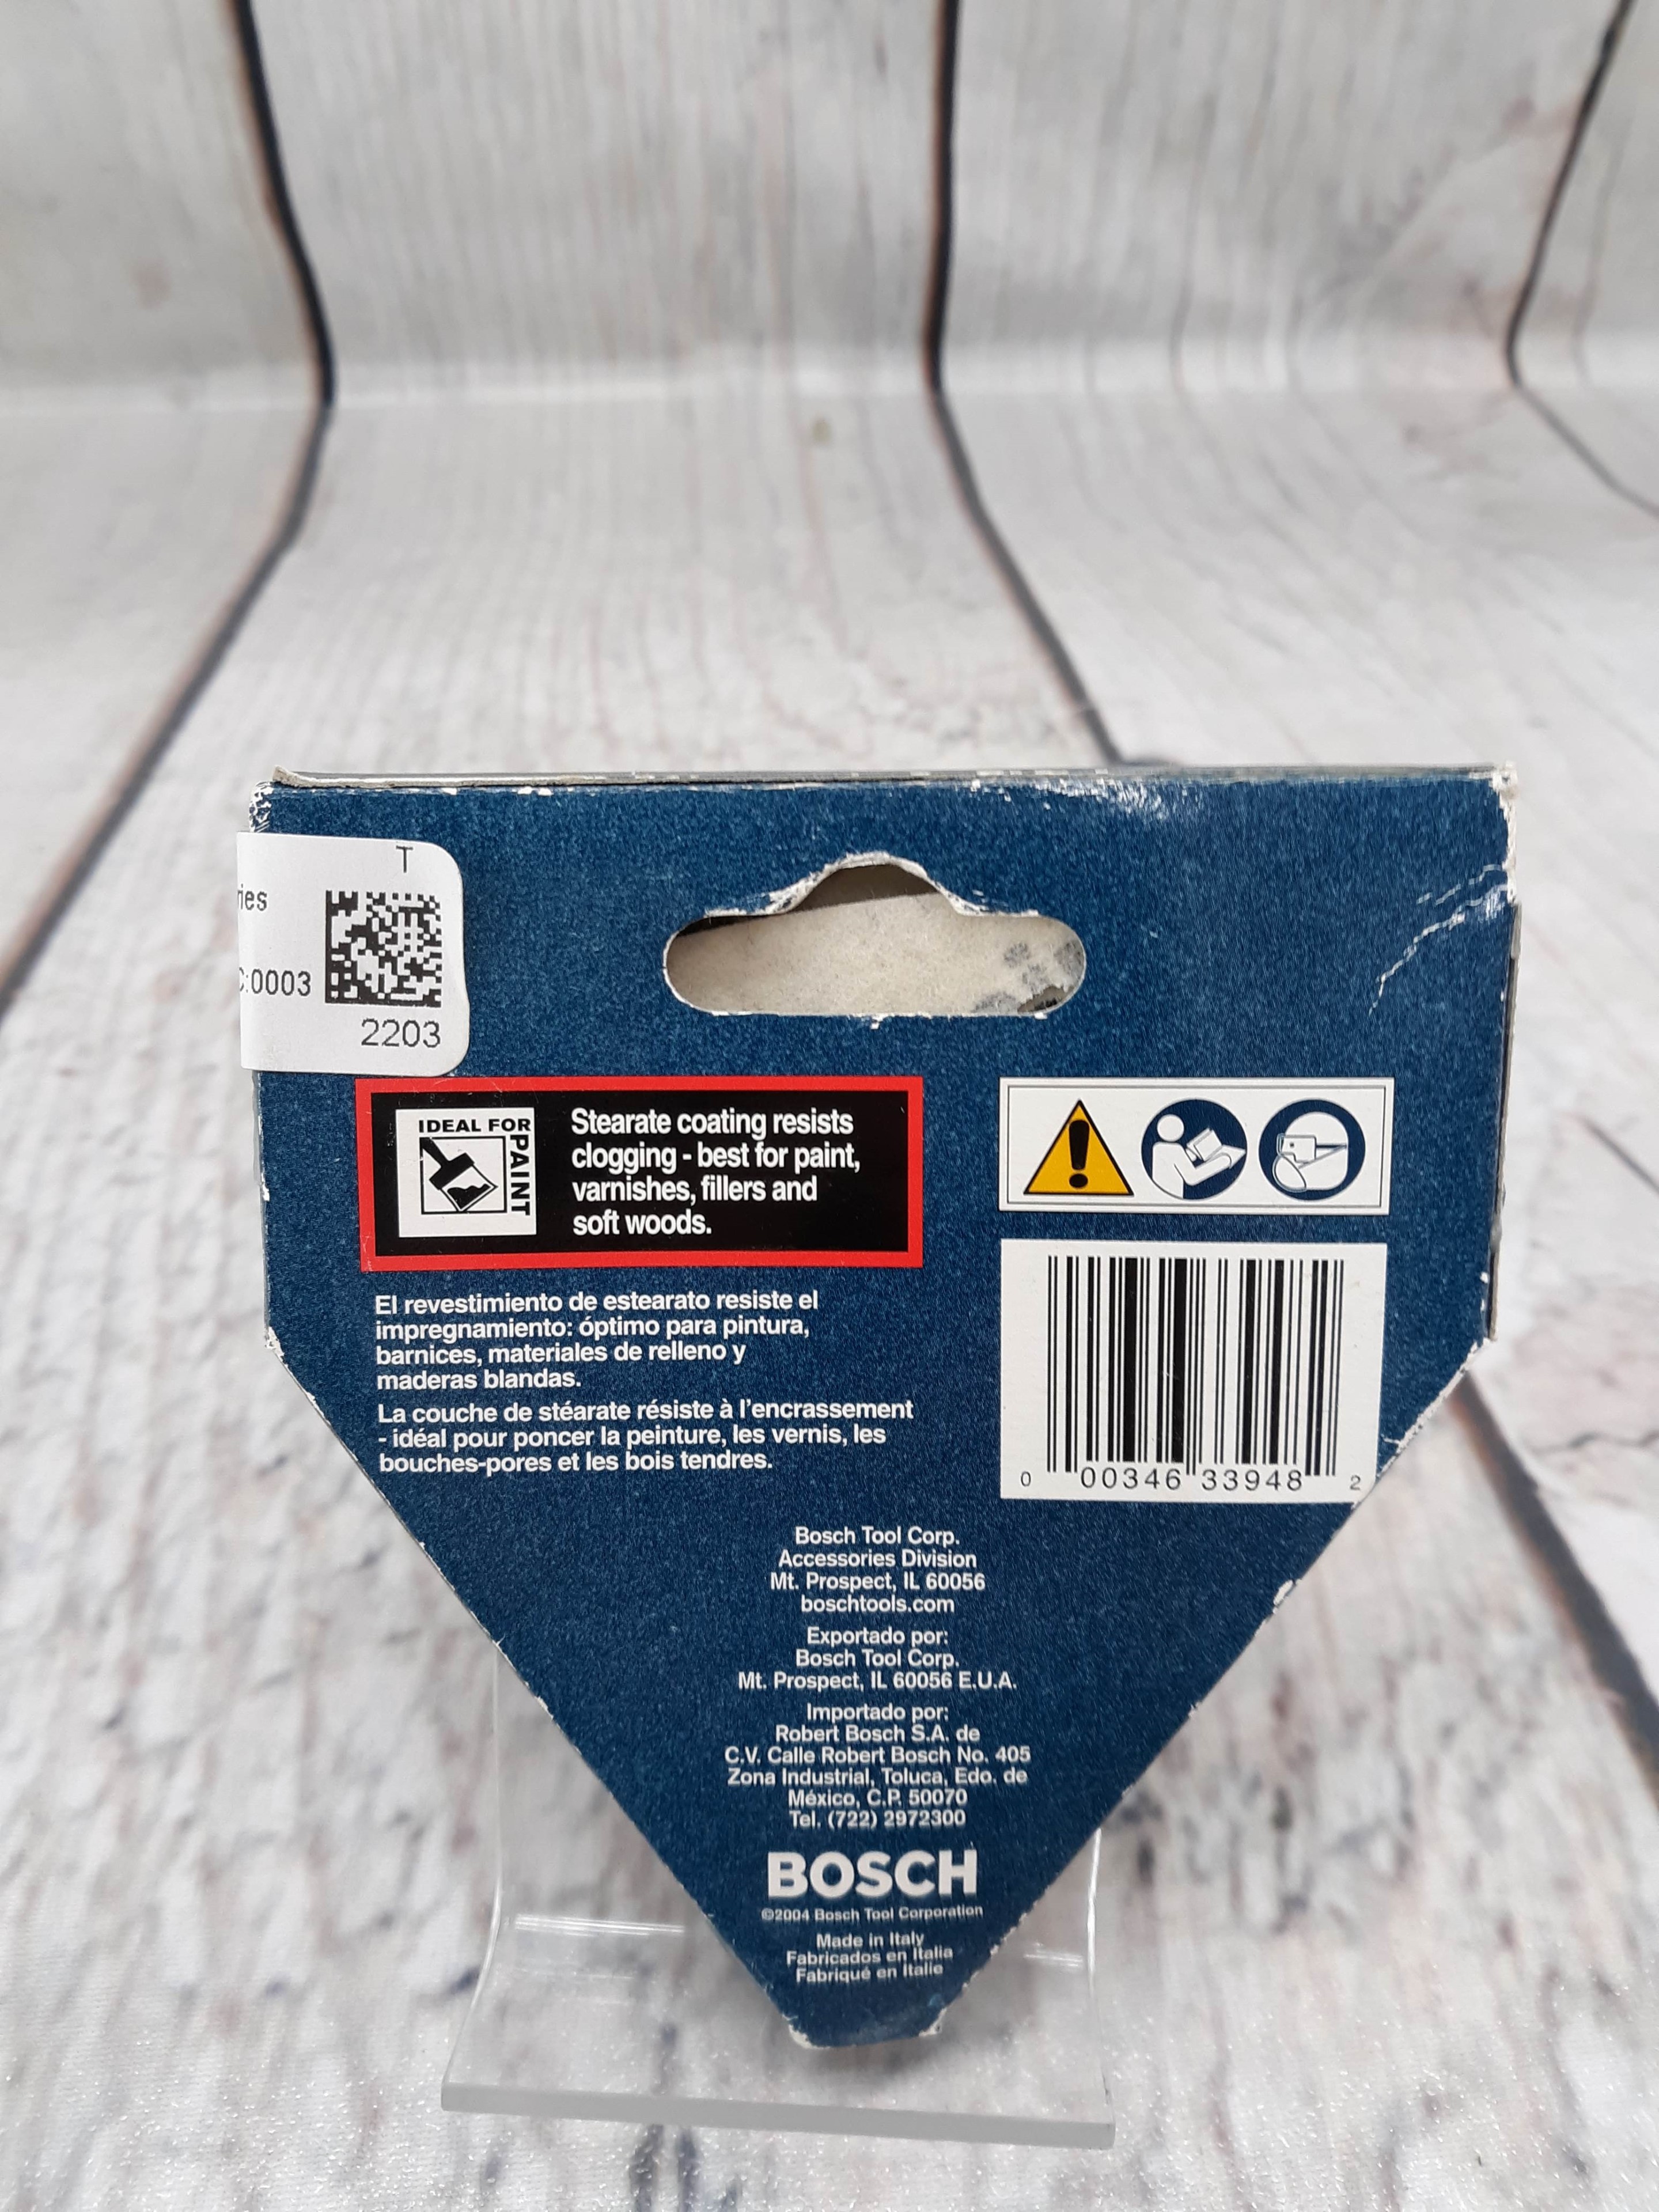 T
ries
C:0003
2203
IDEAL FOR
PAINT
Stearate coating resists
clogging - best for paint,
varnishes, fillers and
soft woods.
El revestimiento de estearato resiste el
impregnamiento: óptimo para pintura,
barnices, materiales de relleno y
maderas blandas.
La couche de stéarate résiste à l'encrassement
- idéal pour poncer la peinture, les vernis, les
bouches-pores et les bois tendres.
0 00346 33948 2
Bosch Tool Corp.
Accessories Division
Mt. Prospect, IL 60056
boschtools.com
Exportado por:
Bosch Tool Corp.
Mt. Prospect, IL 60056 E.U.A.
Importado por:
Robert Bosch S.A. de
C.V. Calle Robert Bosch No. 405
Zona Industrial, Toluca, Edo. de
México, C.P. 50070
Tel. (722) 2972300
BOSCH
©2004 Bosch Tool Corporation
Made in Italy
Fabricados en Italia
Fabriqué en Italie